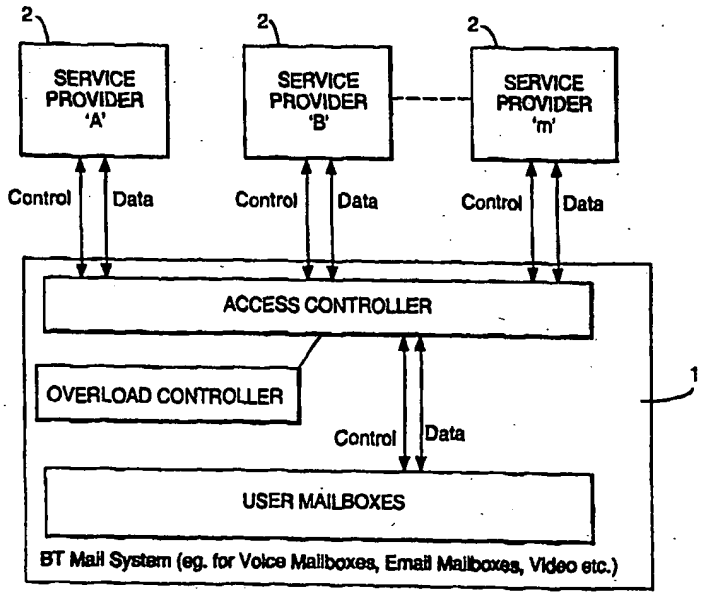 2
2
2
SERVICE
PROVIDER
'A'
SERVICE
PROVIDER
'B'
SERVICE
PROVIDER
'm'
Control
Data
Control
Data
Control
Data
ACCESS CONTROLLER
OVERLOAD CONTROLLER
1
Control
Data
USER MAILBOXES
BT Mail System (eg. for Voice Mailboxes, Email Mailboxes, Video etc.)